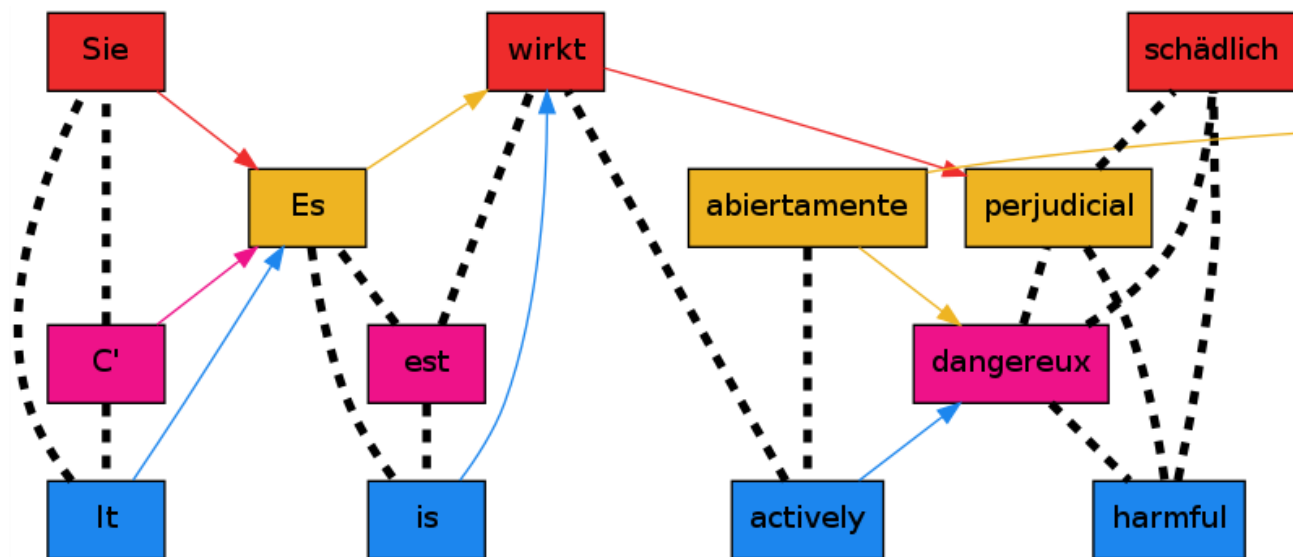 Sie wirkt schädlich
Es abiertamente perjudicial
C' est dangereux
It is actively harmful